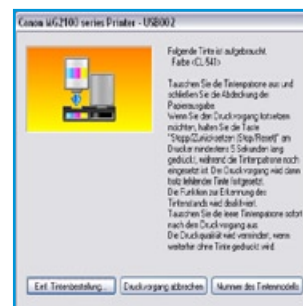 Canon MG2100 series Printer - USB002
Folgende Tinte ist aufgebraucht.
Farbe <CL-541>
Tauschen Sie die Tintenpatrone aus und
schließen Sie die Abdeckung der
Papierausgabe.
Wenn Sie den Druckvorgang fortsetzen
möchten, halten Sie die Taste
"Stopp/Zurücksetzen (Stop/Reset)" am
Drucker mindestens 5 Sekunden lang
gedrückt, während die Tintenpatrone noch
eingesetzt ist. Der Druckvorgang wird dann
trotz fehlender Tinte fortgesetzt.
Die Funktion zur Erkennung des
Tintenstands wird deaktiviert.
Tauschen Sie die leere Tintenpatrone sofort
nach dem Druckvorgang aus.
Die Druckqualität wird vermindert, wenn
weiterhin ohne Tinte gedruckt wird.
Druckvorgang abbrechen
Nummer des Tintenmodells